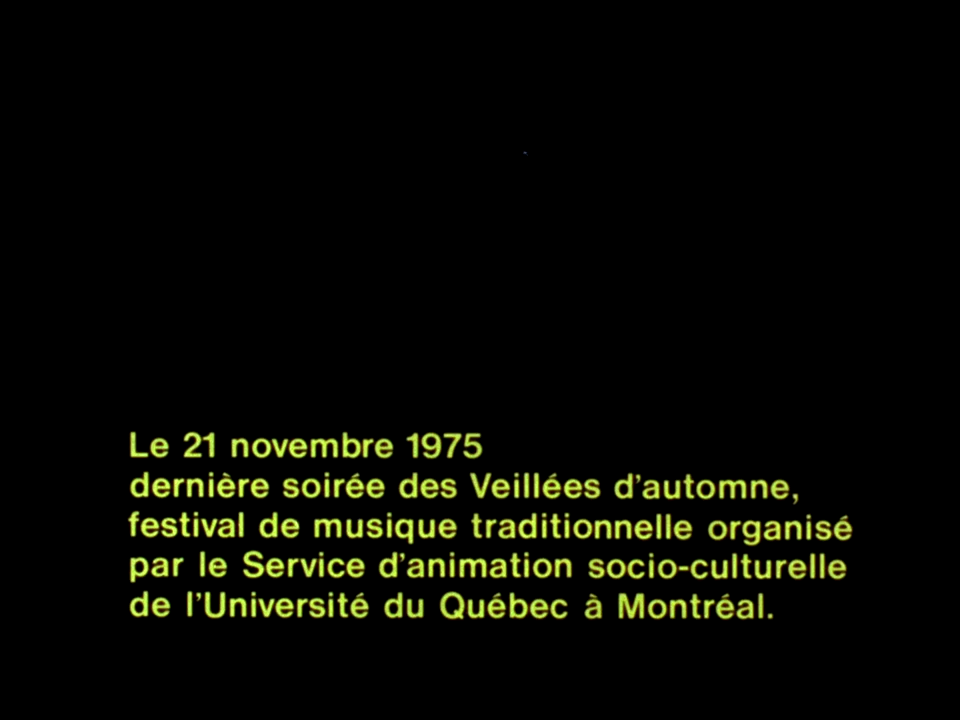 Le 21 novembre 1975
dernière soirée des Veillées d'automne,
festival de musique traditionnelle organisé
par le Service d'animation socio-culturelle
de l'Université du Québec à Montréal.